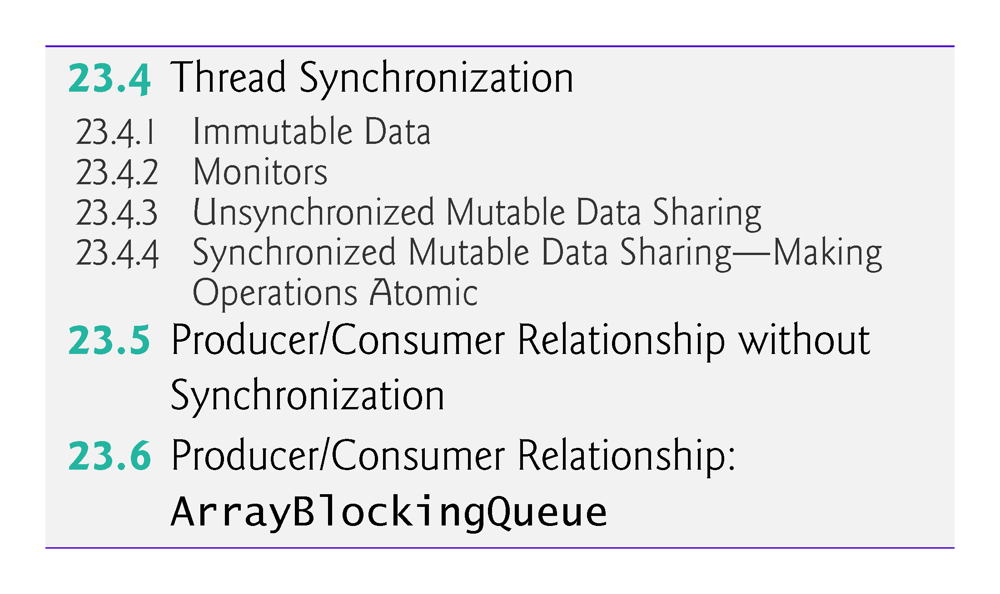 23.4 Thread Synchronization
23.4.1 Immutable Data
23.4.2 Monitors
23.4.3 Unsynchronized Mutable Data Sharing
23.4.4 Synchronized Mutable Data Sharing—Making
Operations Atomic
23.5 Producer/Consumer Relationship without
Synchronization
23.6 Producer/Consumer Relationship:
ArrayBlockingQueue